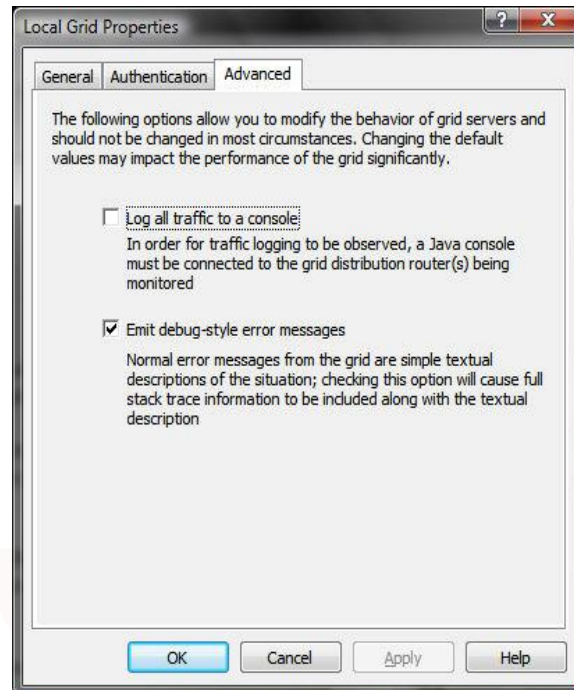 Local Grid Properties
? X
General Authentication Advanced
The following options allow you to modify the behavior of grid servers and
should not be changed in most circumstances. Changing the default
values may impact the performance of the grid significantly.
Log all traffic to a console
In order for traffic logging to be observed, a Java console
must be connected to the grid distribution router(s) being
monitored
Emit debug-style error messages
Normal error messages from the grid are simple textual
descriptions of the situation; checking this option will cause full
stack trace information to be included along with the textual
description
OK Cancel Apply Help